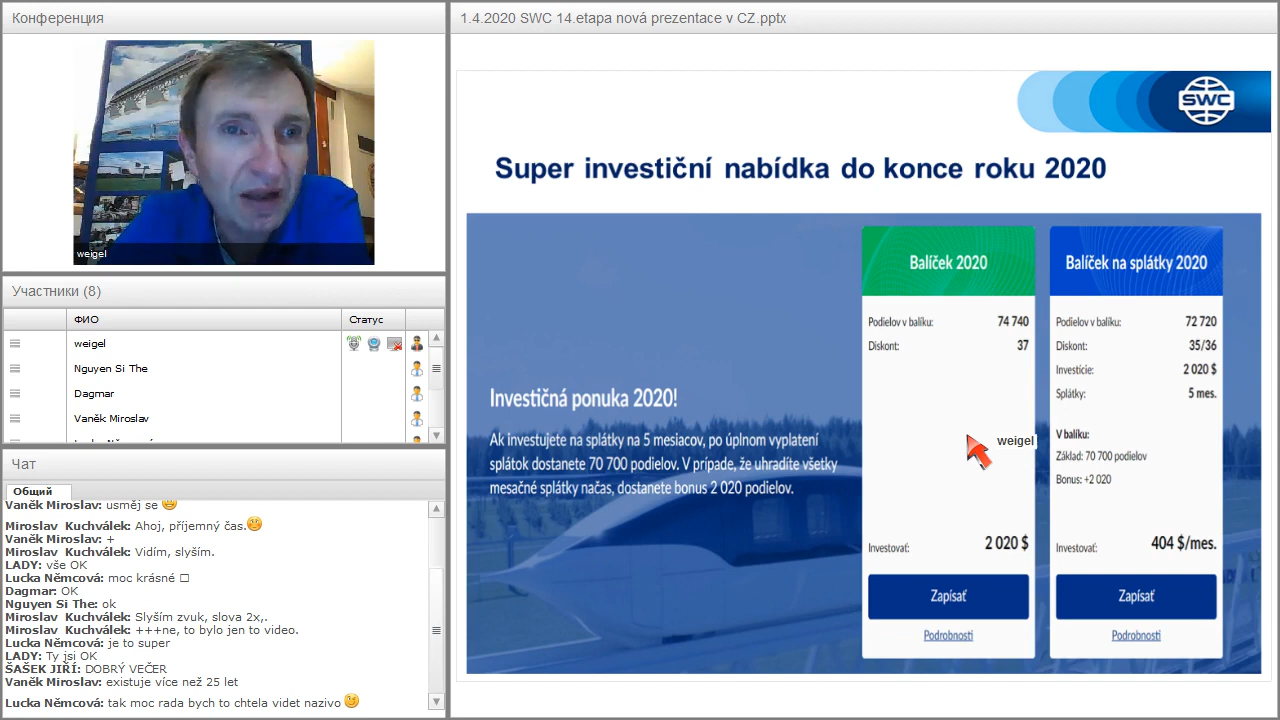 Конференция
weigel
Участники (8)
ФИО
Статус
weigel
Nguyen Si The
Dagmar
Vaněk Miroslav
Чат
Общий
Vaněk Miroslav: usměj se
Miroslav Kuchválek: Ahoj, příjemný čas.
Vaněk Miroslav: +
Miroslav Kuchválek: Vidím, slyším.
LADY: vše OK
Lucka Němcová: moc krásné
Dagmar: OK
Nguyen Si The: ok
Miroslav Kuchválek: Slyším zvuk, slova 2x,.
Miroslav Kuchválek: +++ne, to bylo jen to video.
Lucka Němcová: je to super
LADY: Ty jsi OK
ŠAŠEK JIŘÍ: DOBRÝ VEČER
Vaněk Miroslav: existuje více než 25 let
Lucka Němcová: tak moc rada bych to chtela videt nazivo
1.4.2020 SWC 14.etapa nová prezentace v CZ.pptx
SWC
Super investiční nabídka do konce roku 2020
Investičná ponuka 2020!
Ak investujete na splátky na 5 mesiacov, po úplnom vyplatení
splátok dostanete 70 700 podielov. V prípade, že uhradíte všetky
mesačné splátky načas, dostanete bonus 2 020 podielov.
Balíček 2020
Podielov v balíku: 74 740
Diskont: 37
weigel
Investovať: 2 020 $
Zapísať
Podrobnosti
Balíček na splátky 2020
Podielov v balíku: 72 720
Diskont: 35/36
Investície: 2 020 $
Splátky: 5 mes.
V balíku:
Základ: 70 700 podielov
Bonus: +2 020
Investovať: 404 $/mes.
Zapísať
Podrobnosti